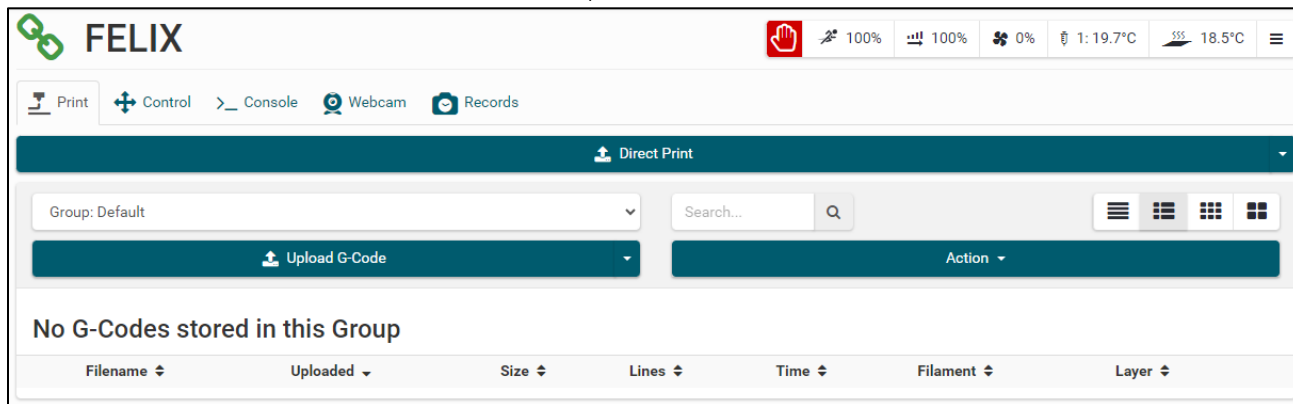 FELIX
100% 100% 0% 1: 19.7°C 18.5°C
Print Control Console Webcam Records
Direct Print
Group: Default Search...
Upload G-Code Action
No G-Codes stored in this Group
Filename Uploaded Size Lines Time Filament Layer